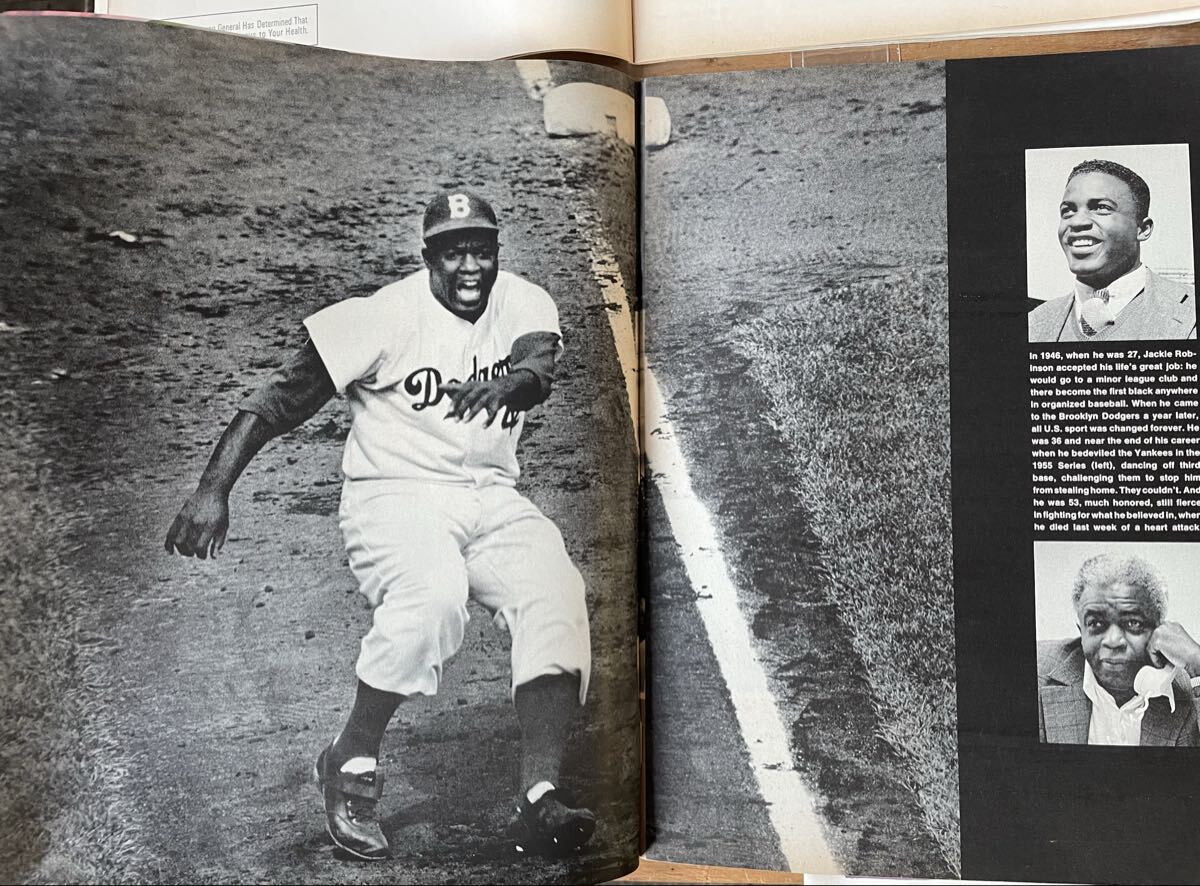 General Has Determined That
to Your Health.
B
Dodgers
In 1946, when he was 27, Jackie Rob-
inson accepted his life's great job: he
would go to a minor league club and
there become the first black anywhere
in organized baseball. When he came
to the Brooklyn Dodgers a year later,
all U.S. sport was changed forever. He
was 36 and near the end of his career
when he bedeviled the Yankees in the
1955 Series (left), dancing off third
base, challenging them to stop him
from stealing home. They couldn't. And
he was 53, much honored, still fierce
in fighting for what he believed in, when
he died last week of a heart attack.